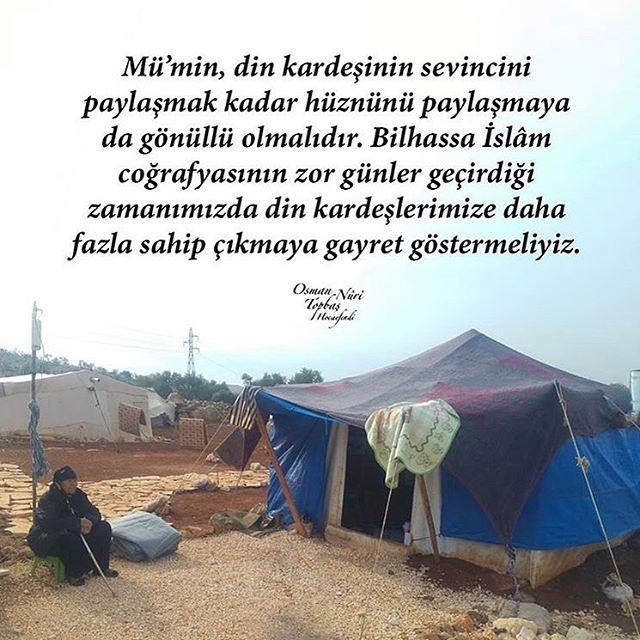 Mü’min, din kardeşinin sevincini
paylaşmak kadar hüznünü paylaşmaya
da gönüllü olmalıdır. Bilhassa İslâm
coğrafyasının zor günler geçirdiği
zamanımızda din kardeşlerimize daha
fazla sahip çıkmaya gayret göstermeliyiz.
Osman Nûri
Topbaş
Hocaefendi